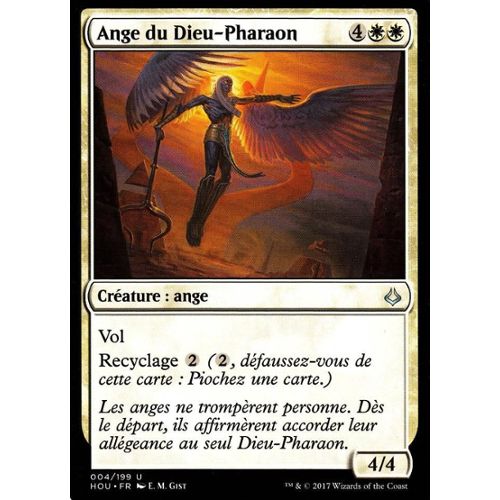 Ange du Dieu-Pharaon 4
Créature : ange
Vol
Recyclage 2 (2, défaussez-vous de
cette carte : Piochez une carte.)
Les anges ne trompèrent personne. Dès
le départ, ils affirmèrent accorder leur
allégeance au seul Dieu-Pharaon.
4/4
004/199 U
HOU • FR E. M. Gist
™ & © 2017 Wizards of the Coast